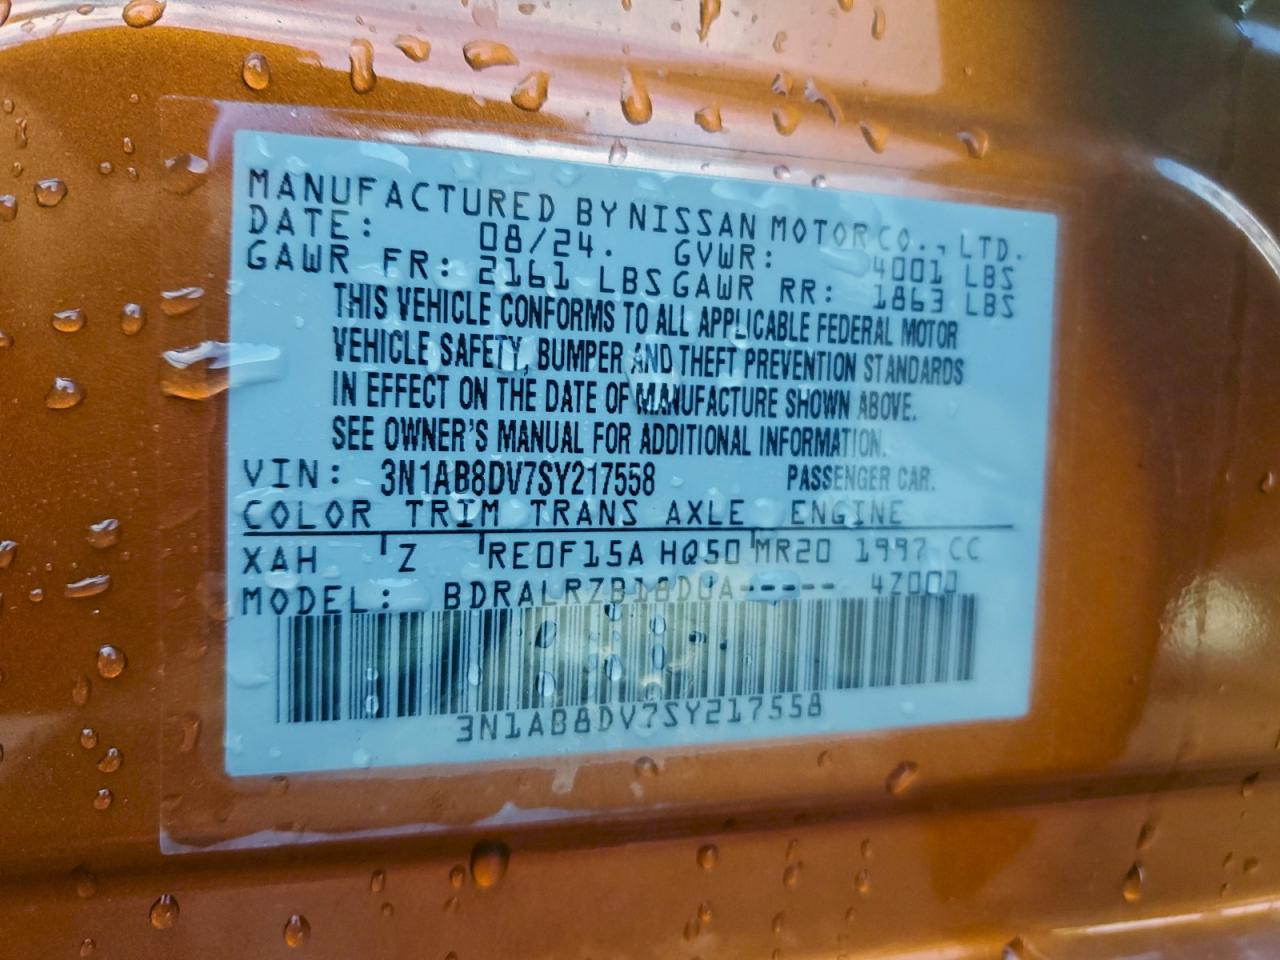 MANUFACTURED BY NISSAN MOTOR CO., LTD.
DATE: 08/24. GVWR: 4001 LBS
GAWR FR: 2161 LBS GAWR RR: 1863 LBS
THIS VEHICLE CONFORMS TO ALL APPLICABLE FEDERAL MOTOR
VEHICLE SAFETY, BUMPER AND THEFT PREVENTION STANDARDS
IN EFFECT ON THE DATE OF MANUFACTURE SHOWN ABOVE.
SEE OWNER'S MANUAL FOR ADDITIONAL INFORMATION.
VIN: 3N1AB8DV7SY217558 PASSENGER CAR.
COLOR TRIM TRANS AXLE ENGINE
XAH Z RE0F15A HQ50 MR20 1997 CC
MODEL: 4Z000
3N1AB8DV7SY217558